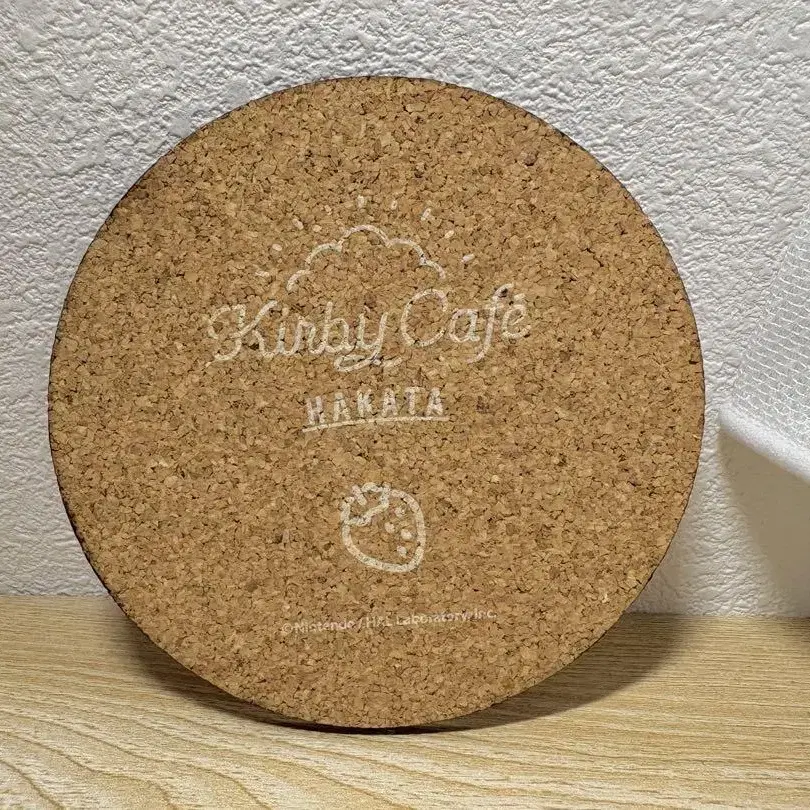 Kirby Café
HAKATA
©Nintendo / HAL Laboratory, Inc.